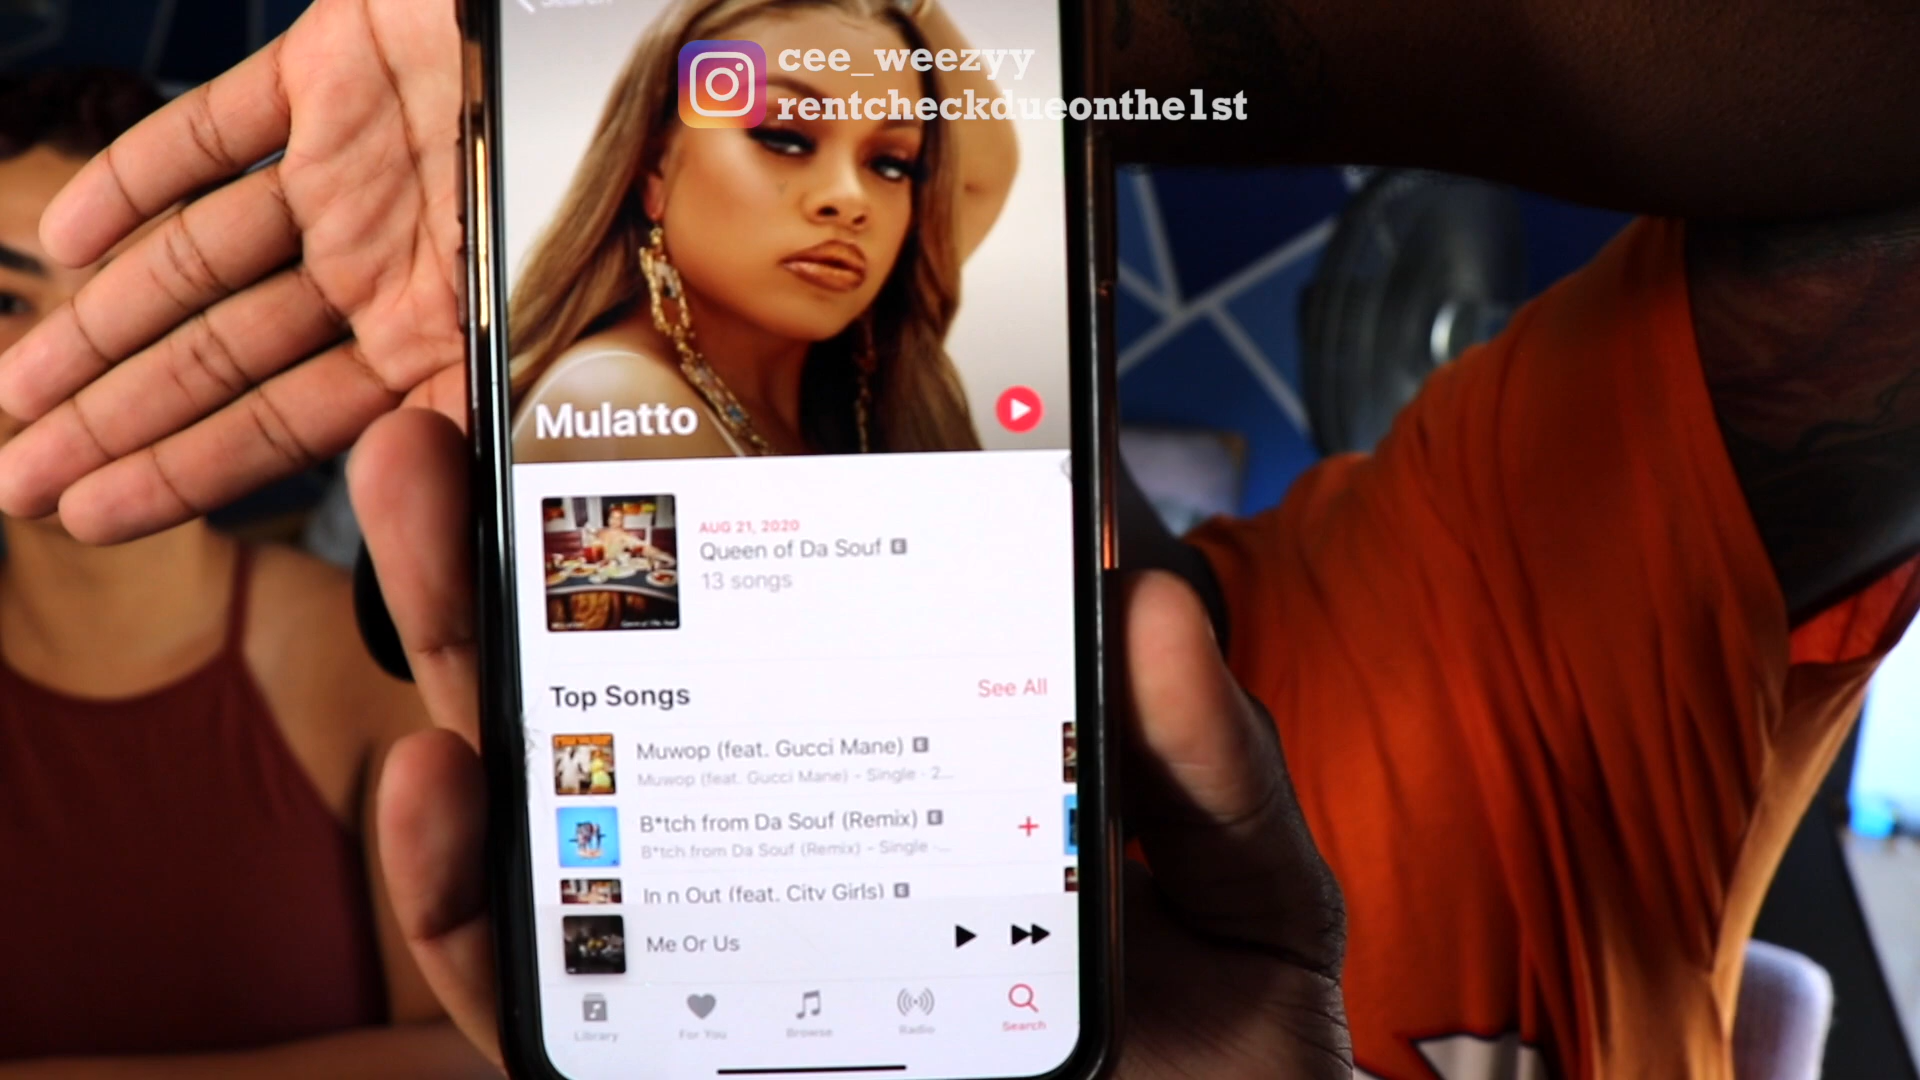 cee_weezyy
rentcheckdueonthe1st
Mulatto
AUG 21, 2020
Queen of Da Souf E
13 songs
Top Songs
See All
Muwop (feat. Gucci Mane) E
Muwop (feat. Gucci Mane) - Single · 2...
B*tch from Da Souf (Remix) E
B*tch from Da Souf (Remix) - Single ·...
In n Out (feat. City Girls) E
Me Or Us
Library
For You
Browse
Radio
Search